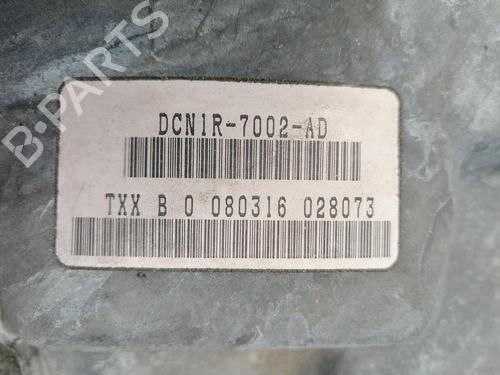 B-PARTS
DCN1R-7002-AD
TXX B 0 080316 028073